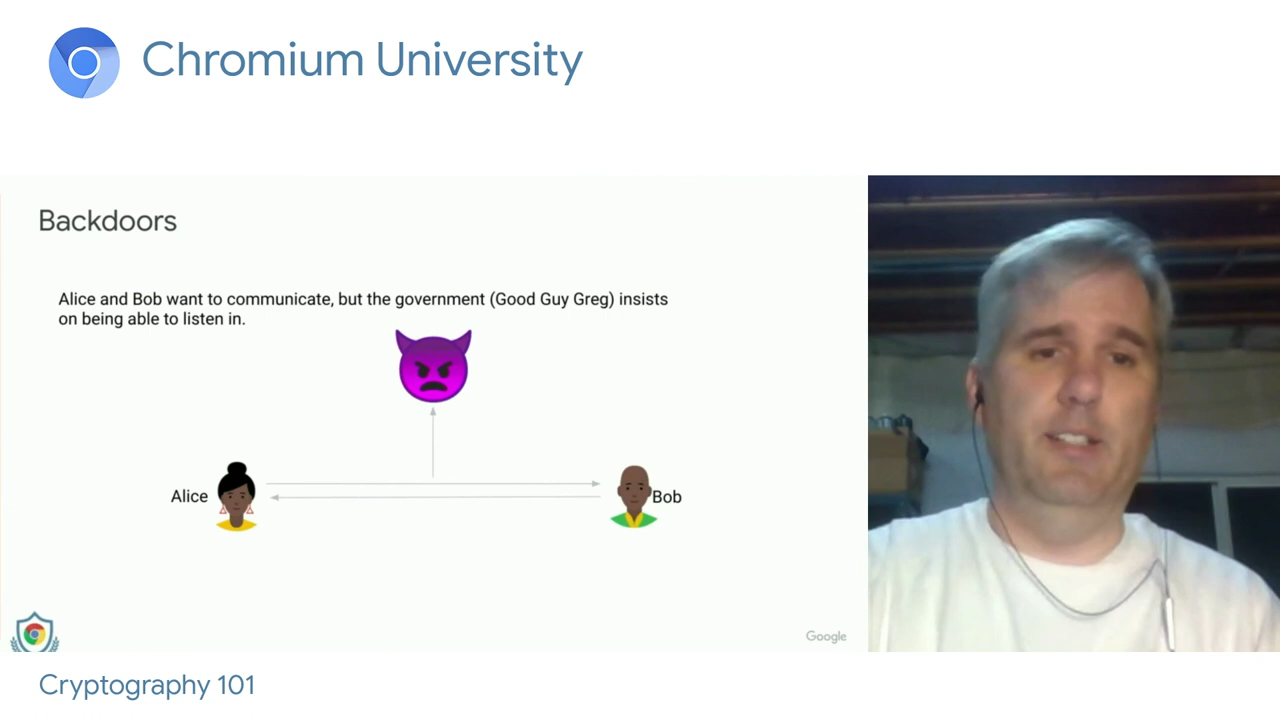 Chromium University
Backdoors
Alice and Bob want to communicate, but the government (Good Guy Greg) insists
on being able to listen in.
Alice
Bob
Google
Cryptography 101